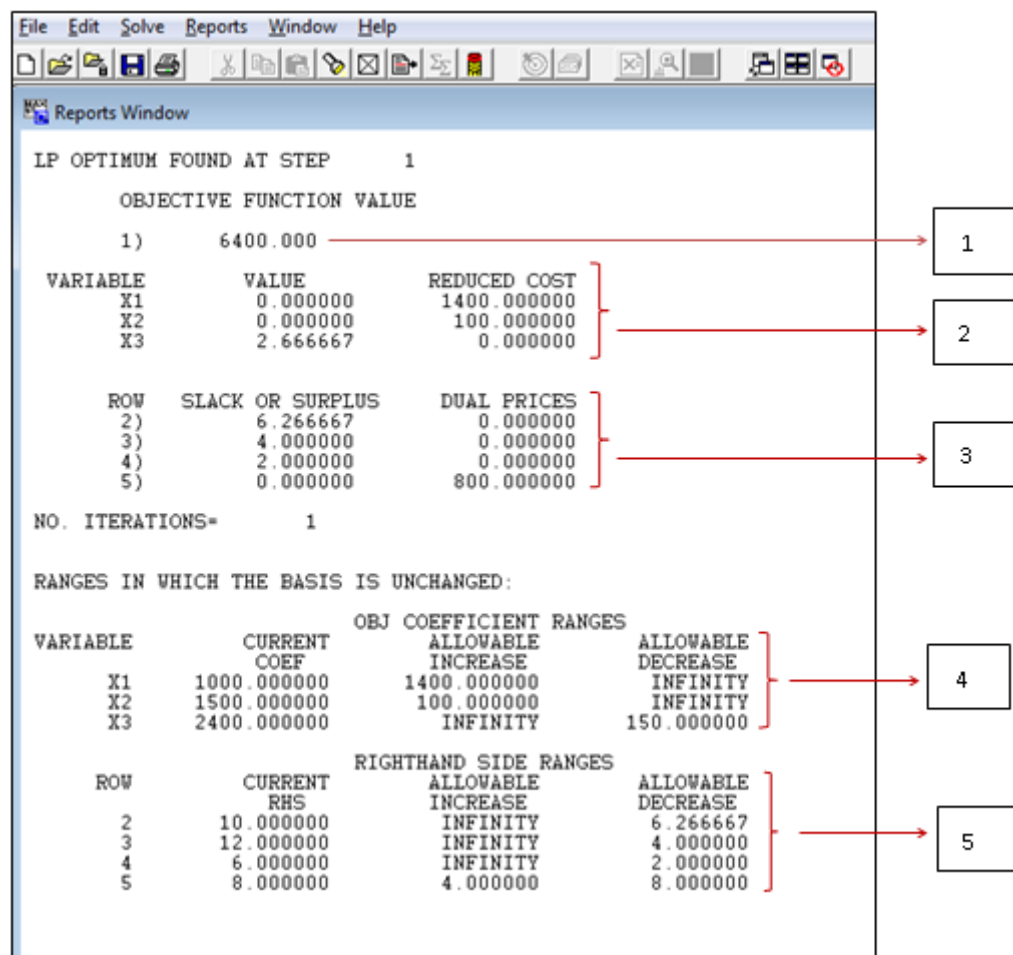 File Edit Solve Reports Window Help
Reports Window
LP OPTIMUM FOUND AT STEP 1
OBJECTIVE FUNCTION VALUE
1) 6400.000
1
VARIABLE VALUE REDUCED COST
X1 0.000000 1400.000000
X2 0.000000 100.000000
X3 2.666667 0.000000
2
ROW SLACK OR SURPLUS DUAL PRICES
2) 6.266667 0.000000
3) 4.000000 0.000000
4) 2.000000 0.000000
5) 0.000000 800.000000
3
NO. ITERATIONS= 1
RANGES IN WHICH THE BASIS IS UNCHANGED:
OBJ COEFFICIENT RANGES
VARIABLE CURRENT ALLOWABLE ALLOWABLE
COEF INCREASE DECREASE
X1 1000.000000 1400.000000 INFINITY
X2 1500.000000 100.000000 INFINITY
X3 2400.000000 INFINITY 150.000000
4
RIGHTHAND SIDE RANGES
ROW CURRENT ALLOWABLE ALLOWABLE
RHS INCREASE DECREASE
2 10.000000 INFINITY 6.266667
3 12.000000 INFINITY 4.000000
4 6.000000 INFINITY 2.000000
5 8.000000 4.000000 8.000000
5